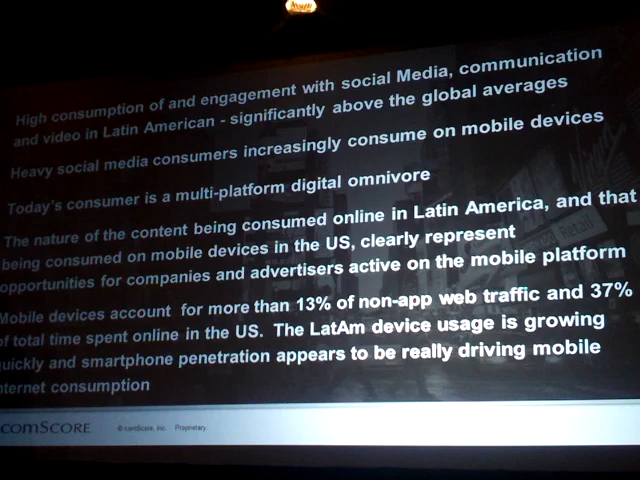 High consumption of and engagement with social Media, communication
and video in Latin American - significantly above the global averages
Heavy social media consumers increasingly consume on mobile devices
Today's consumer is a multi-platform digital omnivore
The nature of the content being consumed online in Latin America, and that
being consumed on mobile devices in the US, clearly represent
opportunities for companies and advertisers active on the mobile platform
Mobile devices account for more than 13% of non-app web traffic and 37%
of total time spent online in the US. The LatAm device usage is growing
uickly and smartphone penetration appears to be really driving mobile
nternet consumption
Retail
comSCORE
© comScore, Inc. Proprietary.